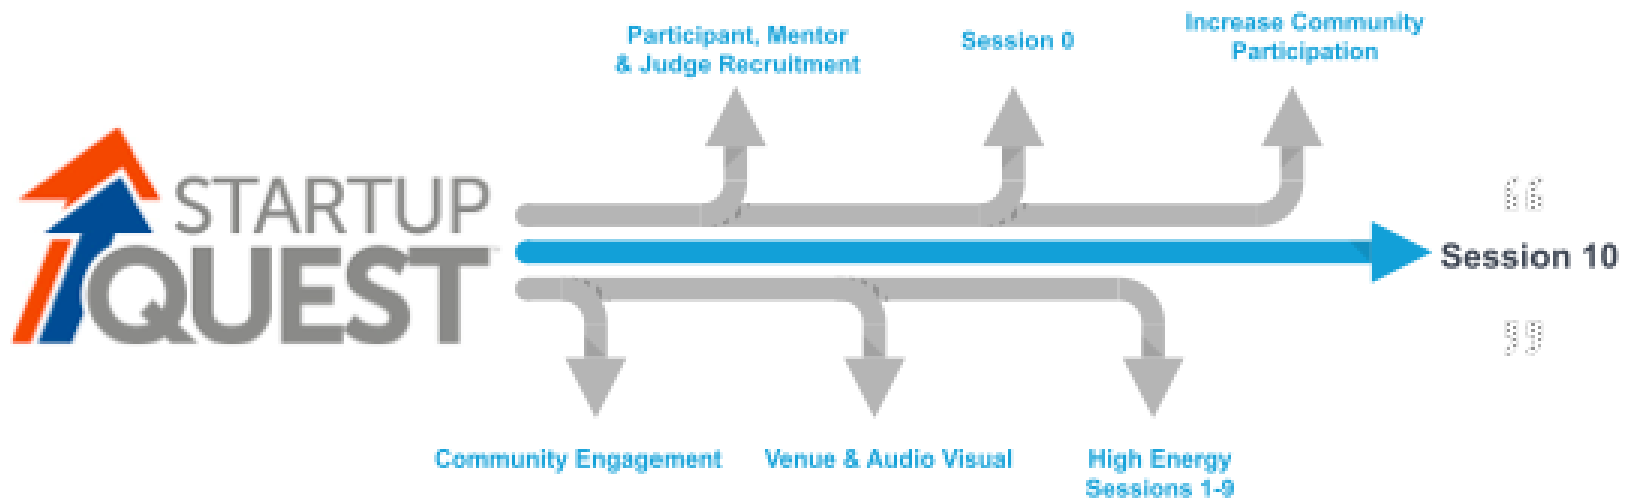 Participant, Mentor
& Judge Recruitment
Session 0
Increase Community
Participation
STARTUP
QUEST
“
Session 10
”
Community Engagement
Venue & Audio Visual
High Energy
Sessions 1-9